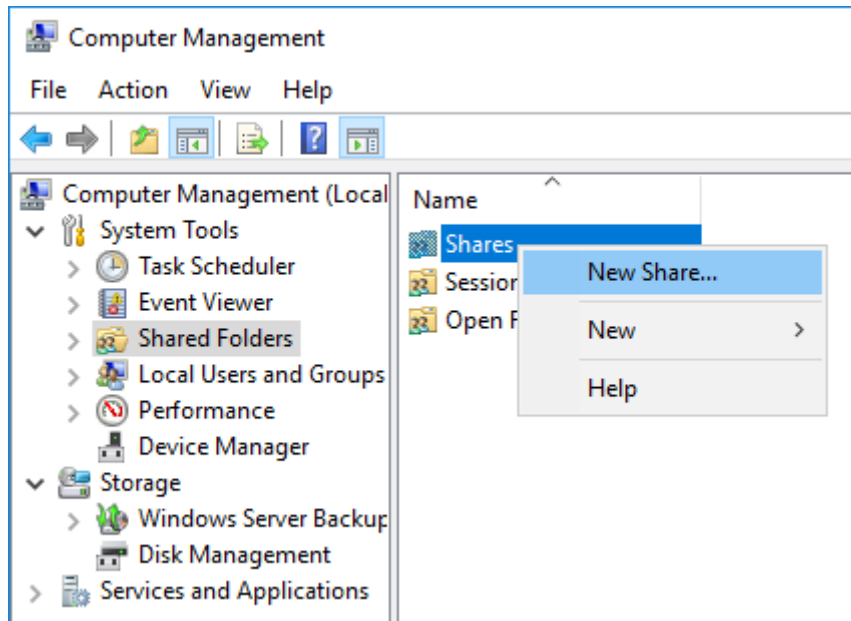 Computer Management
File Action View Help
Computer Management (Local
System Tools
Task Scheduler
Event Viewer
Shared Folders
Local Users and Groups
Performance
Device Manager
Storage
Windows Server Backup
Disk Management
Services and Applications
Name
Shares
Session
Open F
New Share...
New
Help